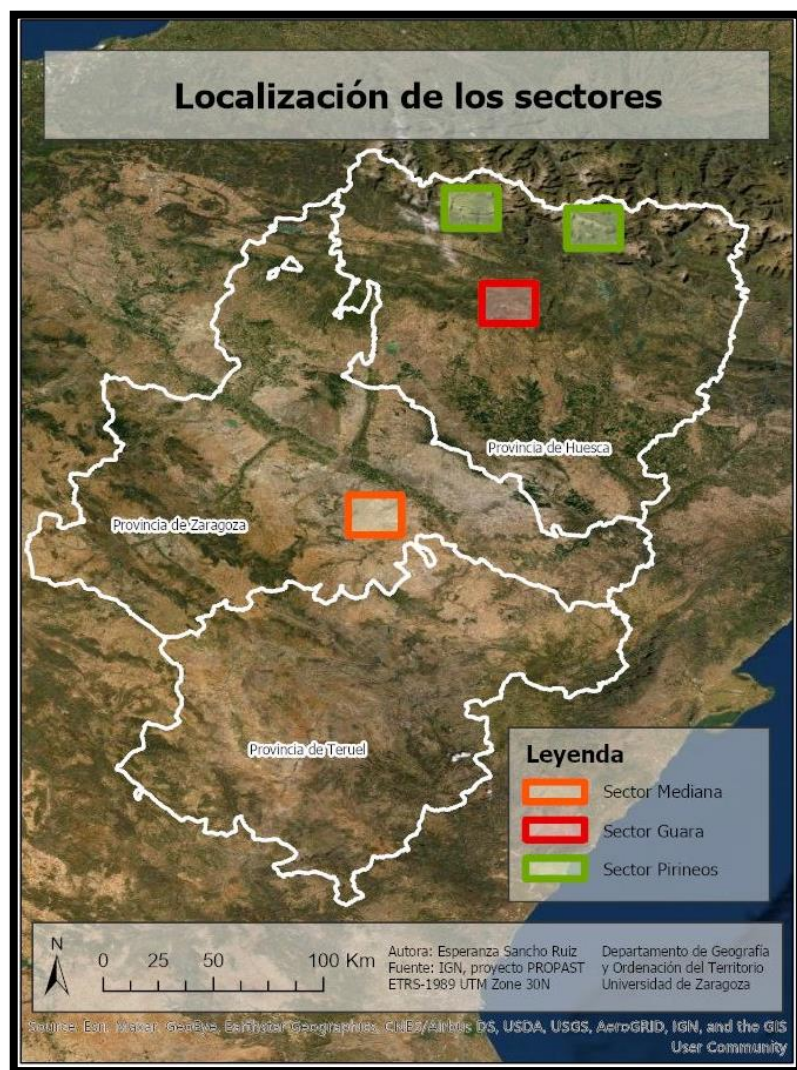 Localización de los sectores
Provincia de Huesca
Provincia de Zaragoza
Provincia de Teruel
Leyenda
Sector Mediana
Sector Guara
Sector Pirineos
N
0 25 50 100 Km
Autora: Esperanza Sancho Ruiz
Fuente: IGN, proyecto PROPAST
ETRS-1989 UTM Zone 30N
Departamento de Geografía
y Ordenación del Territorio
Universidad de Zaragoza
Source: Esri, Maxar, GeoEye, Earthstar Geographics, CNES/Airbus DS, USDA, USGS, AeroGRID, IGN, and the GIS
User Community